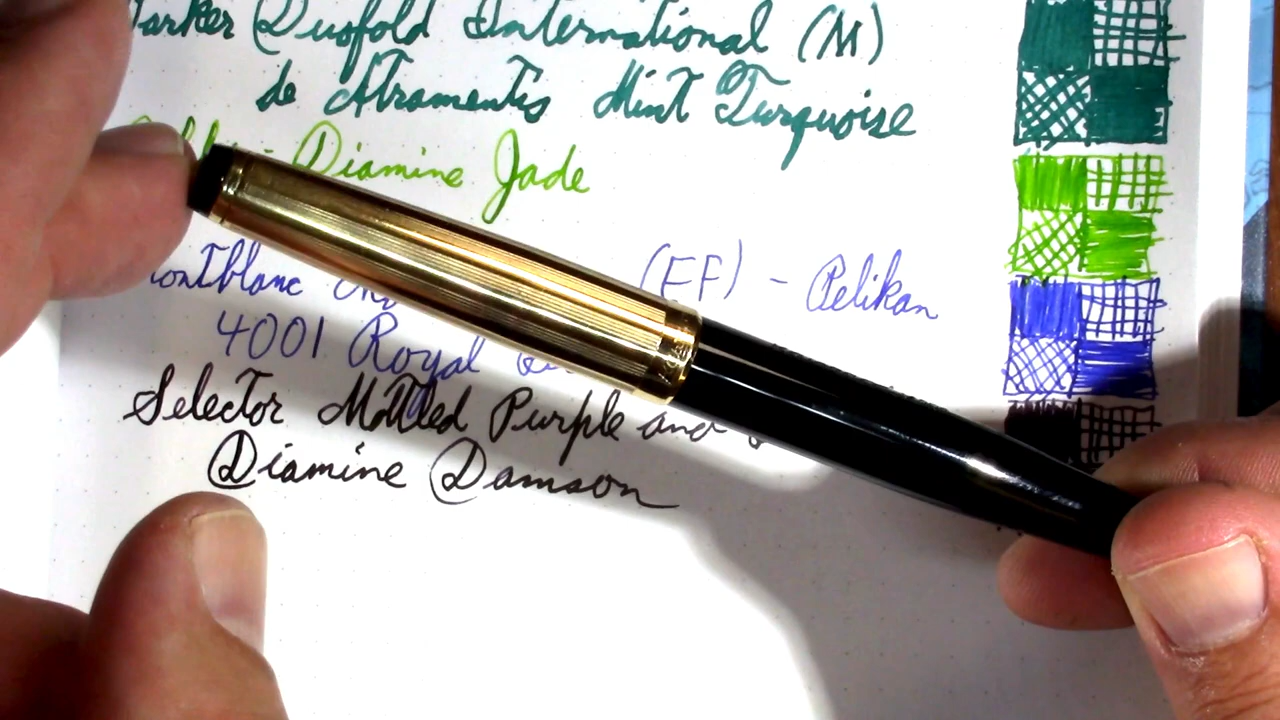 Parker Duofold International (M)
de Atramentis Mint Turquoise
- Diamine Jade
Montblanc (EF) - Pelikan
4001 Royal
Selector Mottled Purple and
Diamine Damson